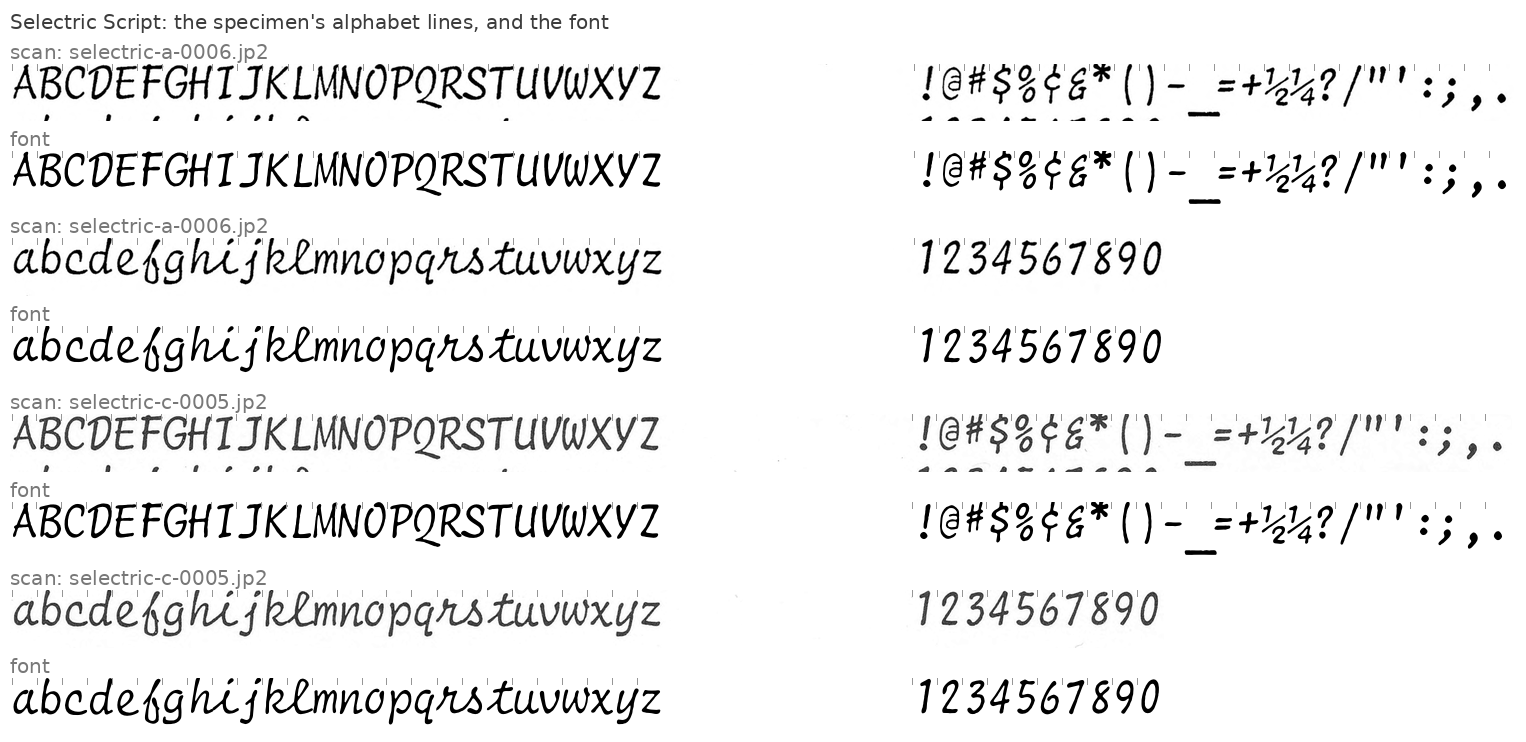 Selectric Script: the specimen's alphabet lines, and the font
scan: selectric-a-0006.jp2
ABCDEFGHIJKLMNOPQRSTUVWXYZ !@#$%¢&*()-_=+½¼?/"':;,.
font
ABCDEFGHIJKLMNOPQRSTUVWXYZ !@#$%¢&*()-_=+½¼?/"':;,.
scan: selectric-a-0006.jp2
abcdefghijklmnopqrstuvwxyz 1234567890
font
abcdefghijklmnopqrstuvwxyz 1234567890
scan: selectric-c-0005.jp2
ABCDEFGHIJKLMNOPQRSTUVWXYZ !@#$%¢&*()-_=+½¼?/"':;,.
font
ABCDEFGHIJKLMNOPQRSTUVWXYZ !@#$%¢&*()-_=+½¼?/"':;,.
scan: selectric-c-0005.jp2
abcdefghijklmnopqrstuvwxyz 1234567890
font
abcdefghijklmnopqrstuvwxyz 1234567890